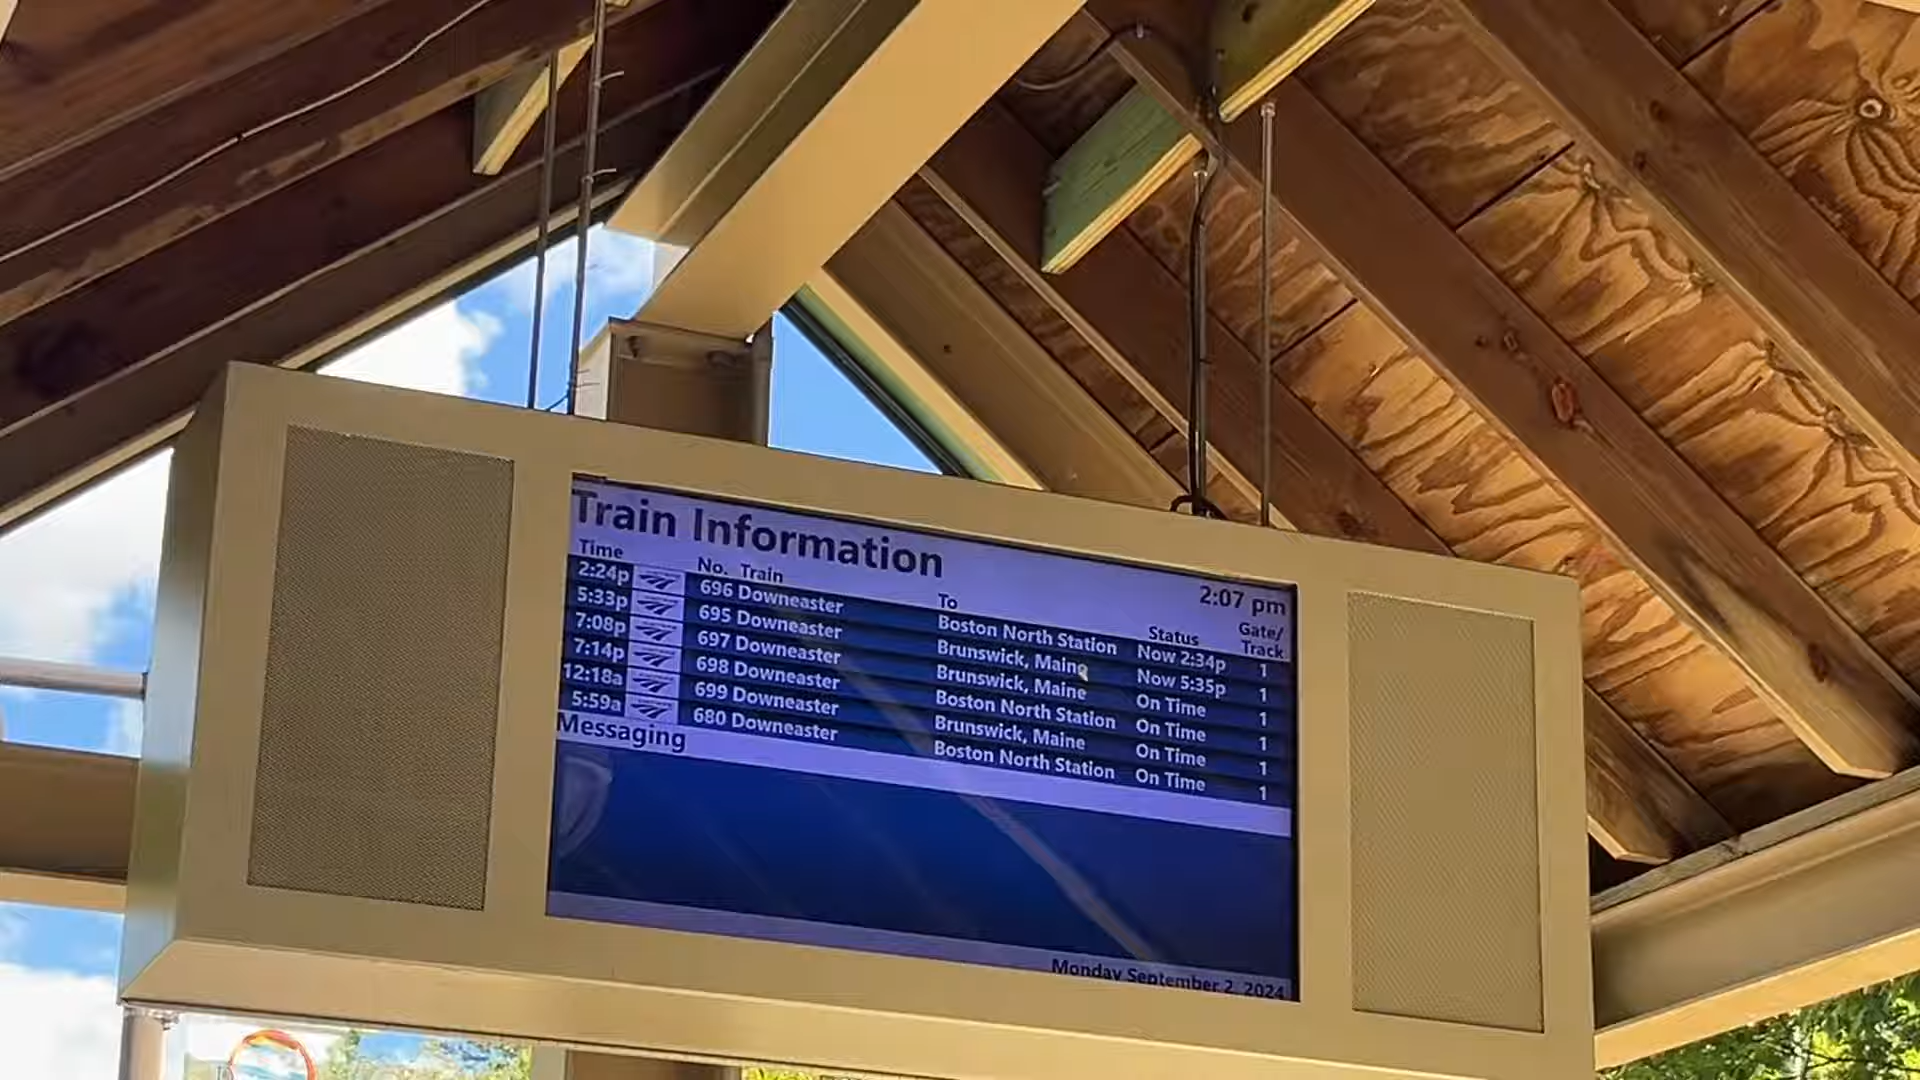 Train Information
2:07 pm
Time No. Train To Status Gate/ Track
2:24p 696 Downeaster Boston North Station Now 2:34p 1
5:33p 695 Downeaster Brunswick, Maine Now 5:35p 1
7:08p 697 Downeaster Brunswick, Maine On Time 1
7:14p 698 Downeaster Boston North Station On Time 1
12:18a 699 Downeaster Brunswick, Maine On Time 1
5:59a 680 Downeaster Boston North Station On Time 1
Messaging
Monday September 2, 2024